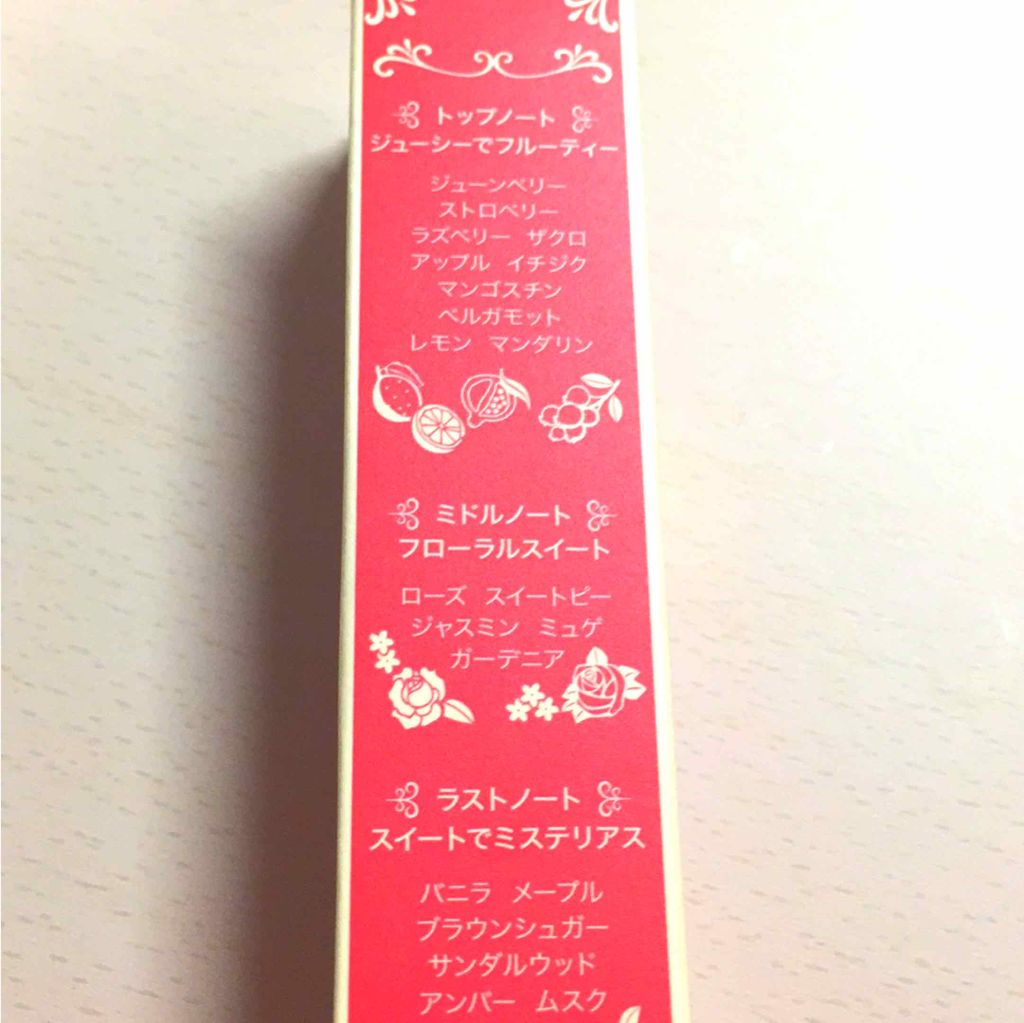 トップノート
ジューシーでフルーティー
ジューンベリー
ストロベリー
ラズベリー ザクロ
アップル イチジク
マンゴスチン
ベルガモット
レモン マンダリン
ミドルノート
フローラルスイート
ローズ スイートピー
ジャスミン ミュゲ
ガーデニア
ラストノート
スイートでミステリアス
バニラ メープル
ブラウンシュガー
サンダルウッド
アンバー ムスク